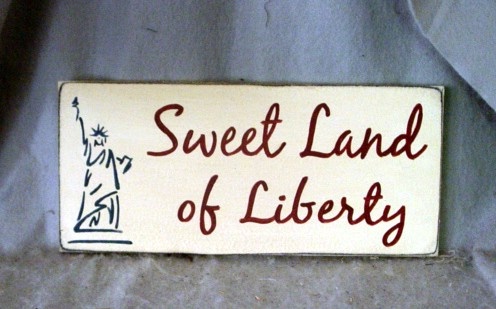 Sweet Land
of Liberty